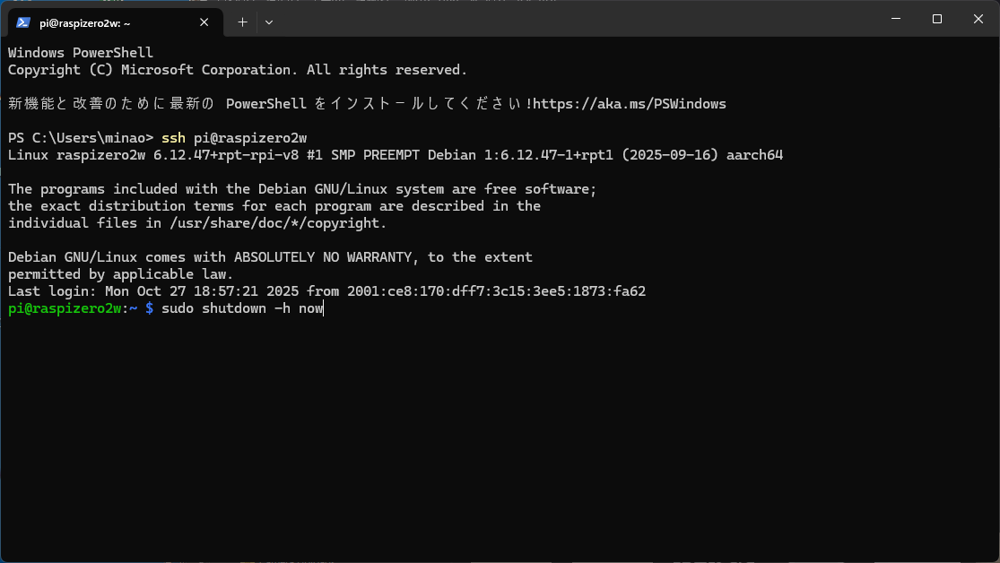 pi@raspizero2w: ~
Windows PowerShell
Copyright (C) Microsoft Corporation. All rights reserved.
新機能と改善のために最新の PowerShell をインストールしてください!https://aka.ms/PSWindows
PS C:\Users\minao> ssh pi@raspizero2w
Linux raspizero2w 6.12.47+rpt-rpi-v8 #1 SMP PREEMPT Debian 1:6.12.47-1+rpt1 (2025-09-16) aarch64
The programs included with the Debian GNU/Linux system are free software;
the exact distribution terms for each program are described in the
individual files in /usr/share/doc/*/copyright.
Debian GNU/Linux comes with ABSOLUTELY NO WARRANTY, to the extent
permitted by applicable law.
Last login: Mon Oct 27 18:57:21 2025 from 2001:ce8:170:dff7:3c15:3ee5:1873:fa62
pi@raspizero2w:~ $ sudo shutdown -h now